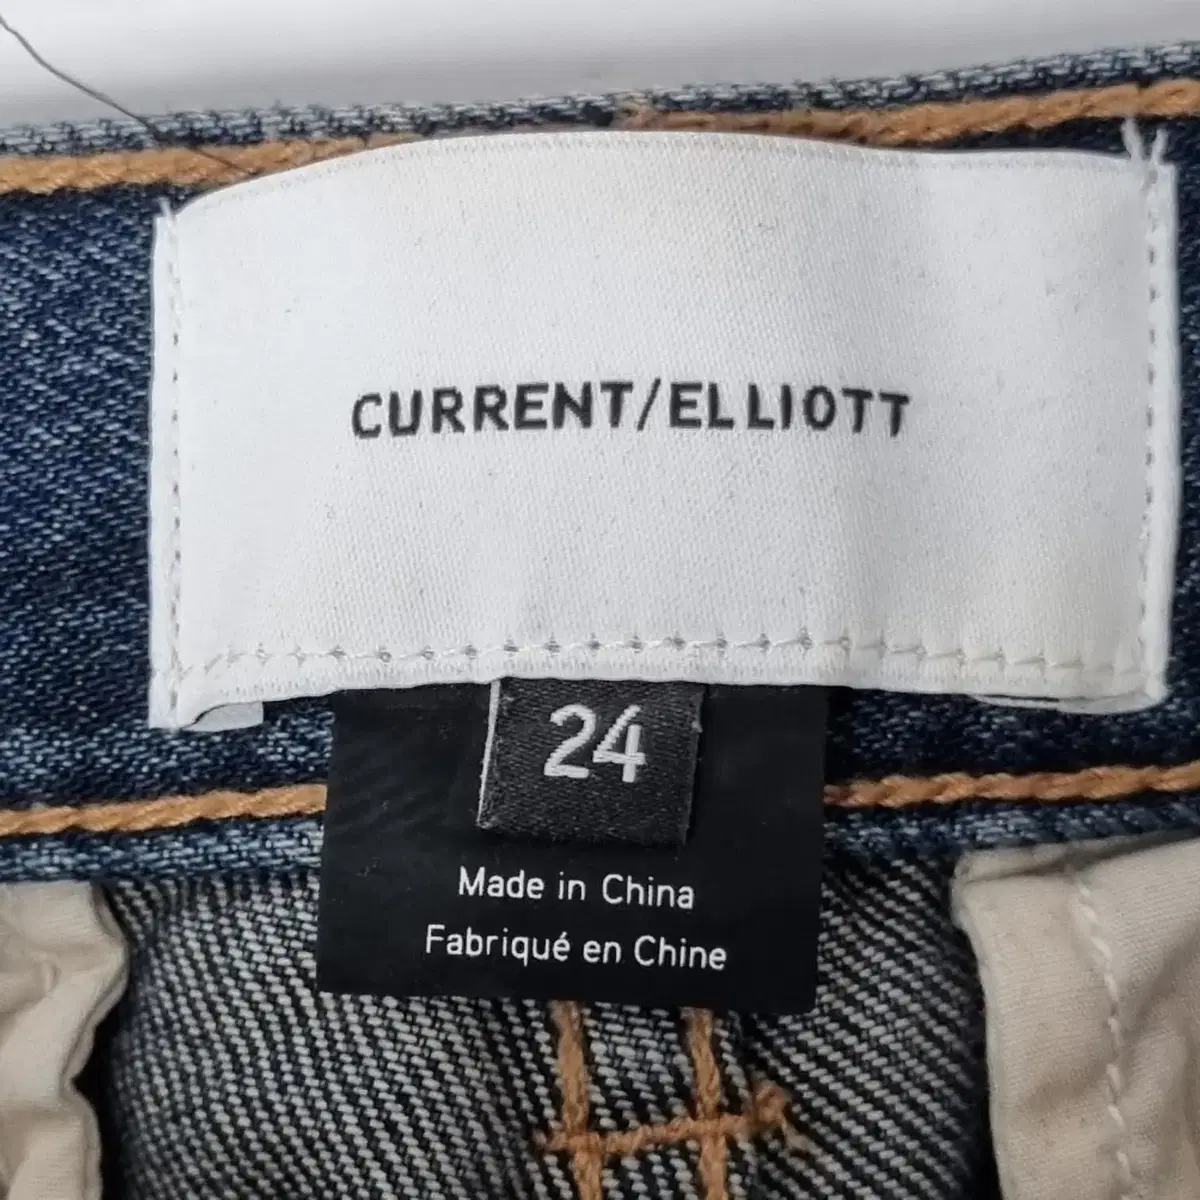 CURRENT/ELLIOTT
24
Made in China
Fabriqué en Chine